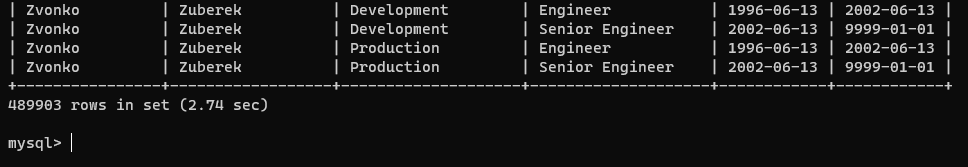 | Zvonko          | Zuberek          | Development        | Engineer           | 1996-06-13 | 2002-06-13 |
| Zvonko          | Zuberek          | Development        | Senior Engineer    | 2002-06-13 | 9999-01-01 |
| Zvonko          | Zuberek          | Production         | Engineer           | 1996-06-13 | 2002-06-13 |
| Zvonko          | Zuberek          | Production         | Senior Engineer    | 2002-06-13 | 9999-01-01 |
+----------------+------------------+--------------------+--------------------+------------+------------+
489903 rows in set (2.74 sec)
mysql>